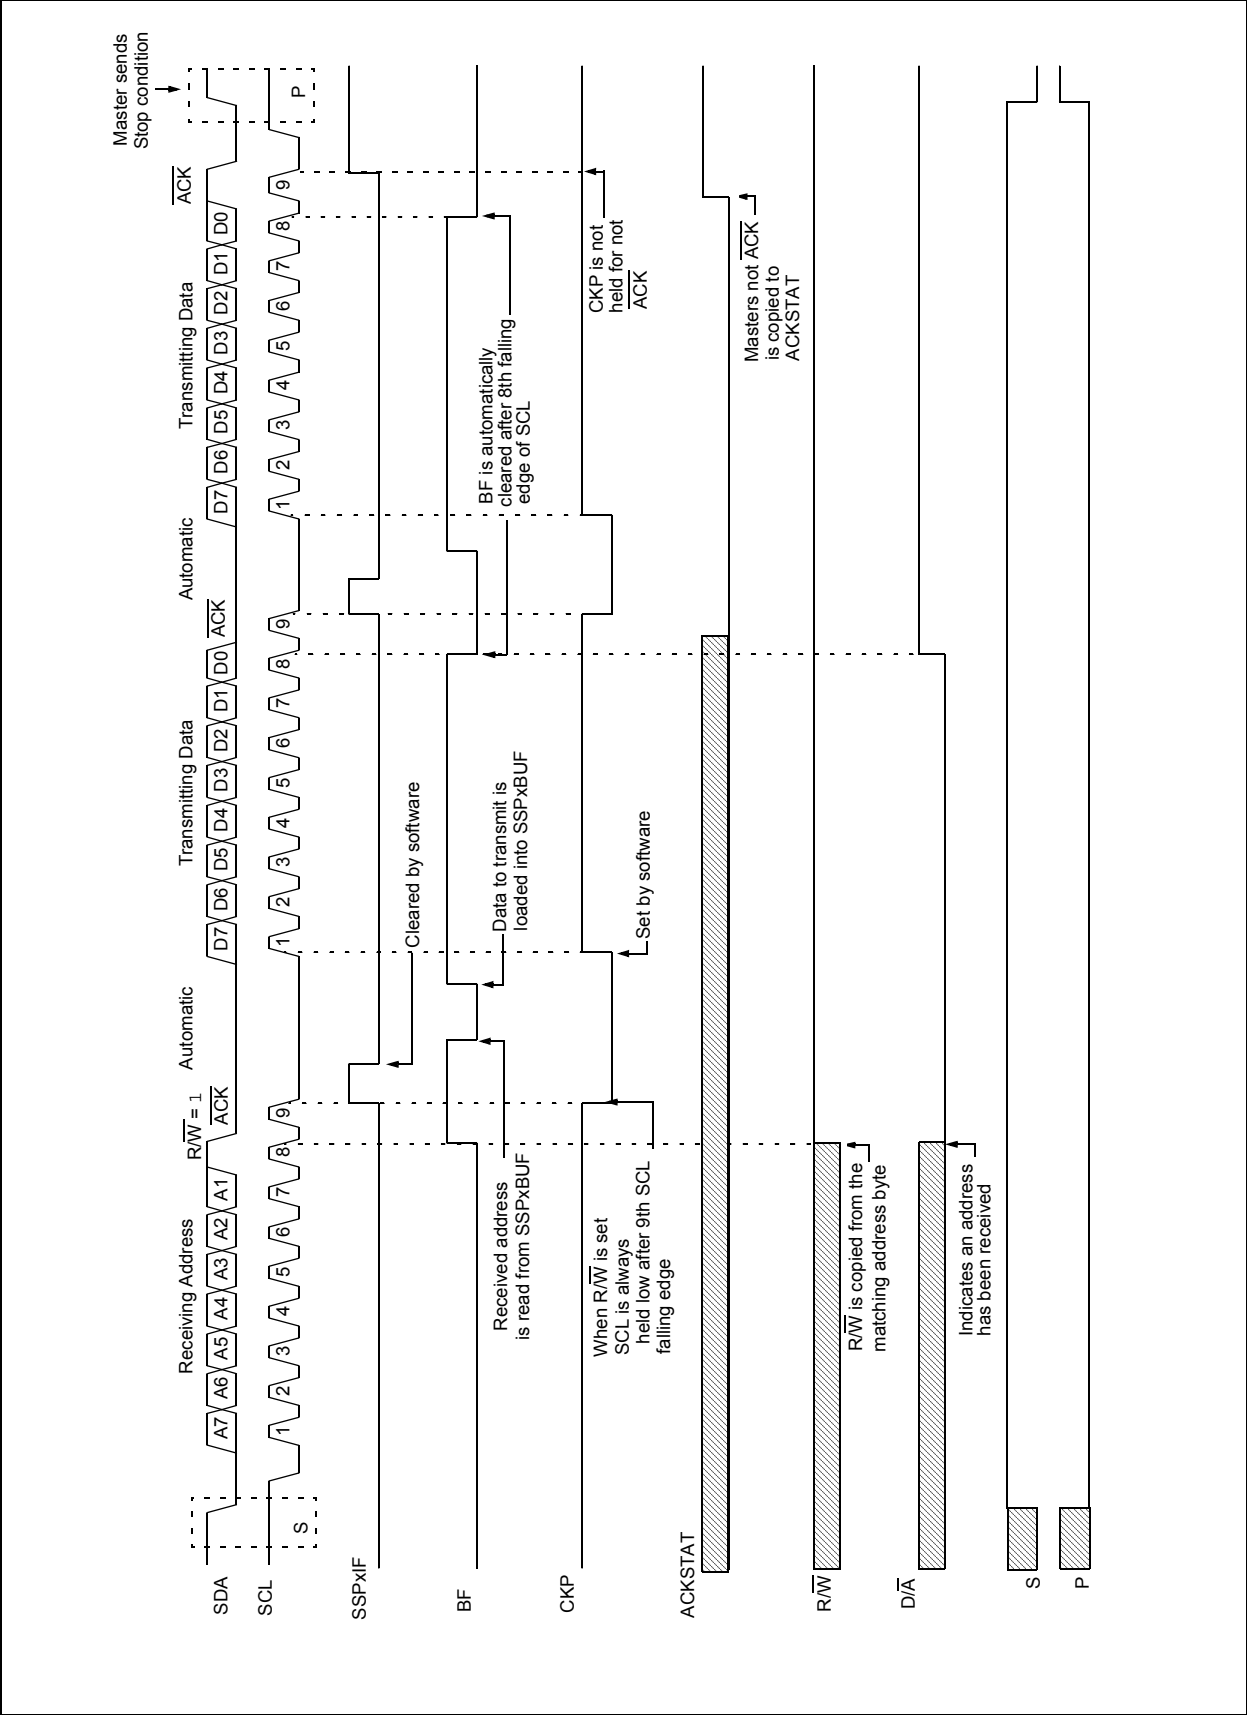 Master sends
Stop condition
Receiving Address
R/W = 1
Automatic
Transmitting Data
Automatic
Transmitting Data
ACK
ACK
ACK
SDA
A7 A6 A5 A4 A3 A2 A1
D7 D6 D5 D4 D3 D2 D1 D0
D7 D6 D5 D4 D3 D2 D1 D0
SCL
S
1 2 3 4 5 6 7 8 9
1 2 3 4 5 6 7 8 9
1 2 3 4 5 6 7 8 9
P
SSPxIF
Cleared by software
BF
Received address
is read from SSPxBUF
Data to transmit is
loaded into SSPxBUF
BF is automatically
cleared after 8th falling
edge of SCL
CKP
When R/W is set
SCL is always
held low after 9th SCL
falling edge
Set by software
CKP is not
held for not
ACK
ACKSTAT
Masters not ACK
is copied to
ACKSTAT
R/W
R/W is copied from the
matching address byte
D/A
Indicates an address
has been received
S
P